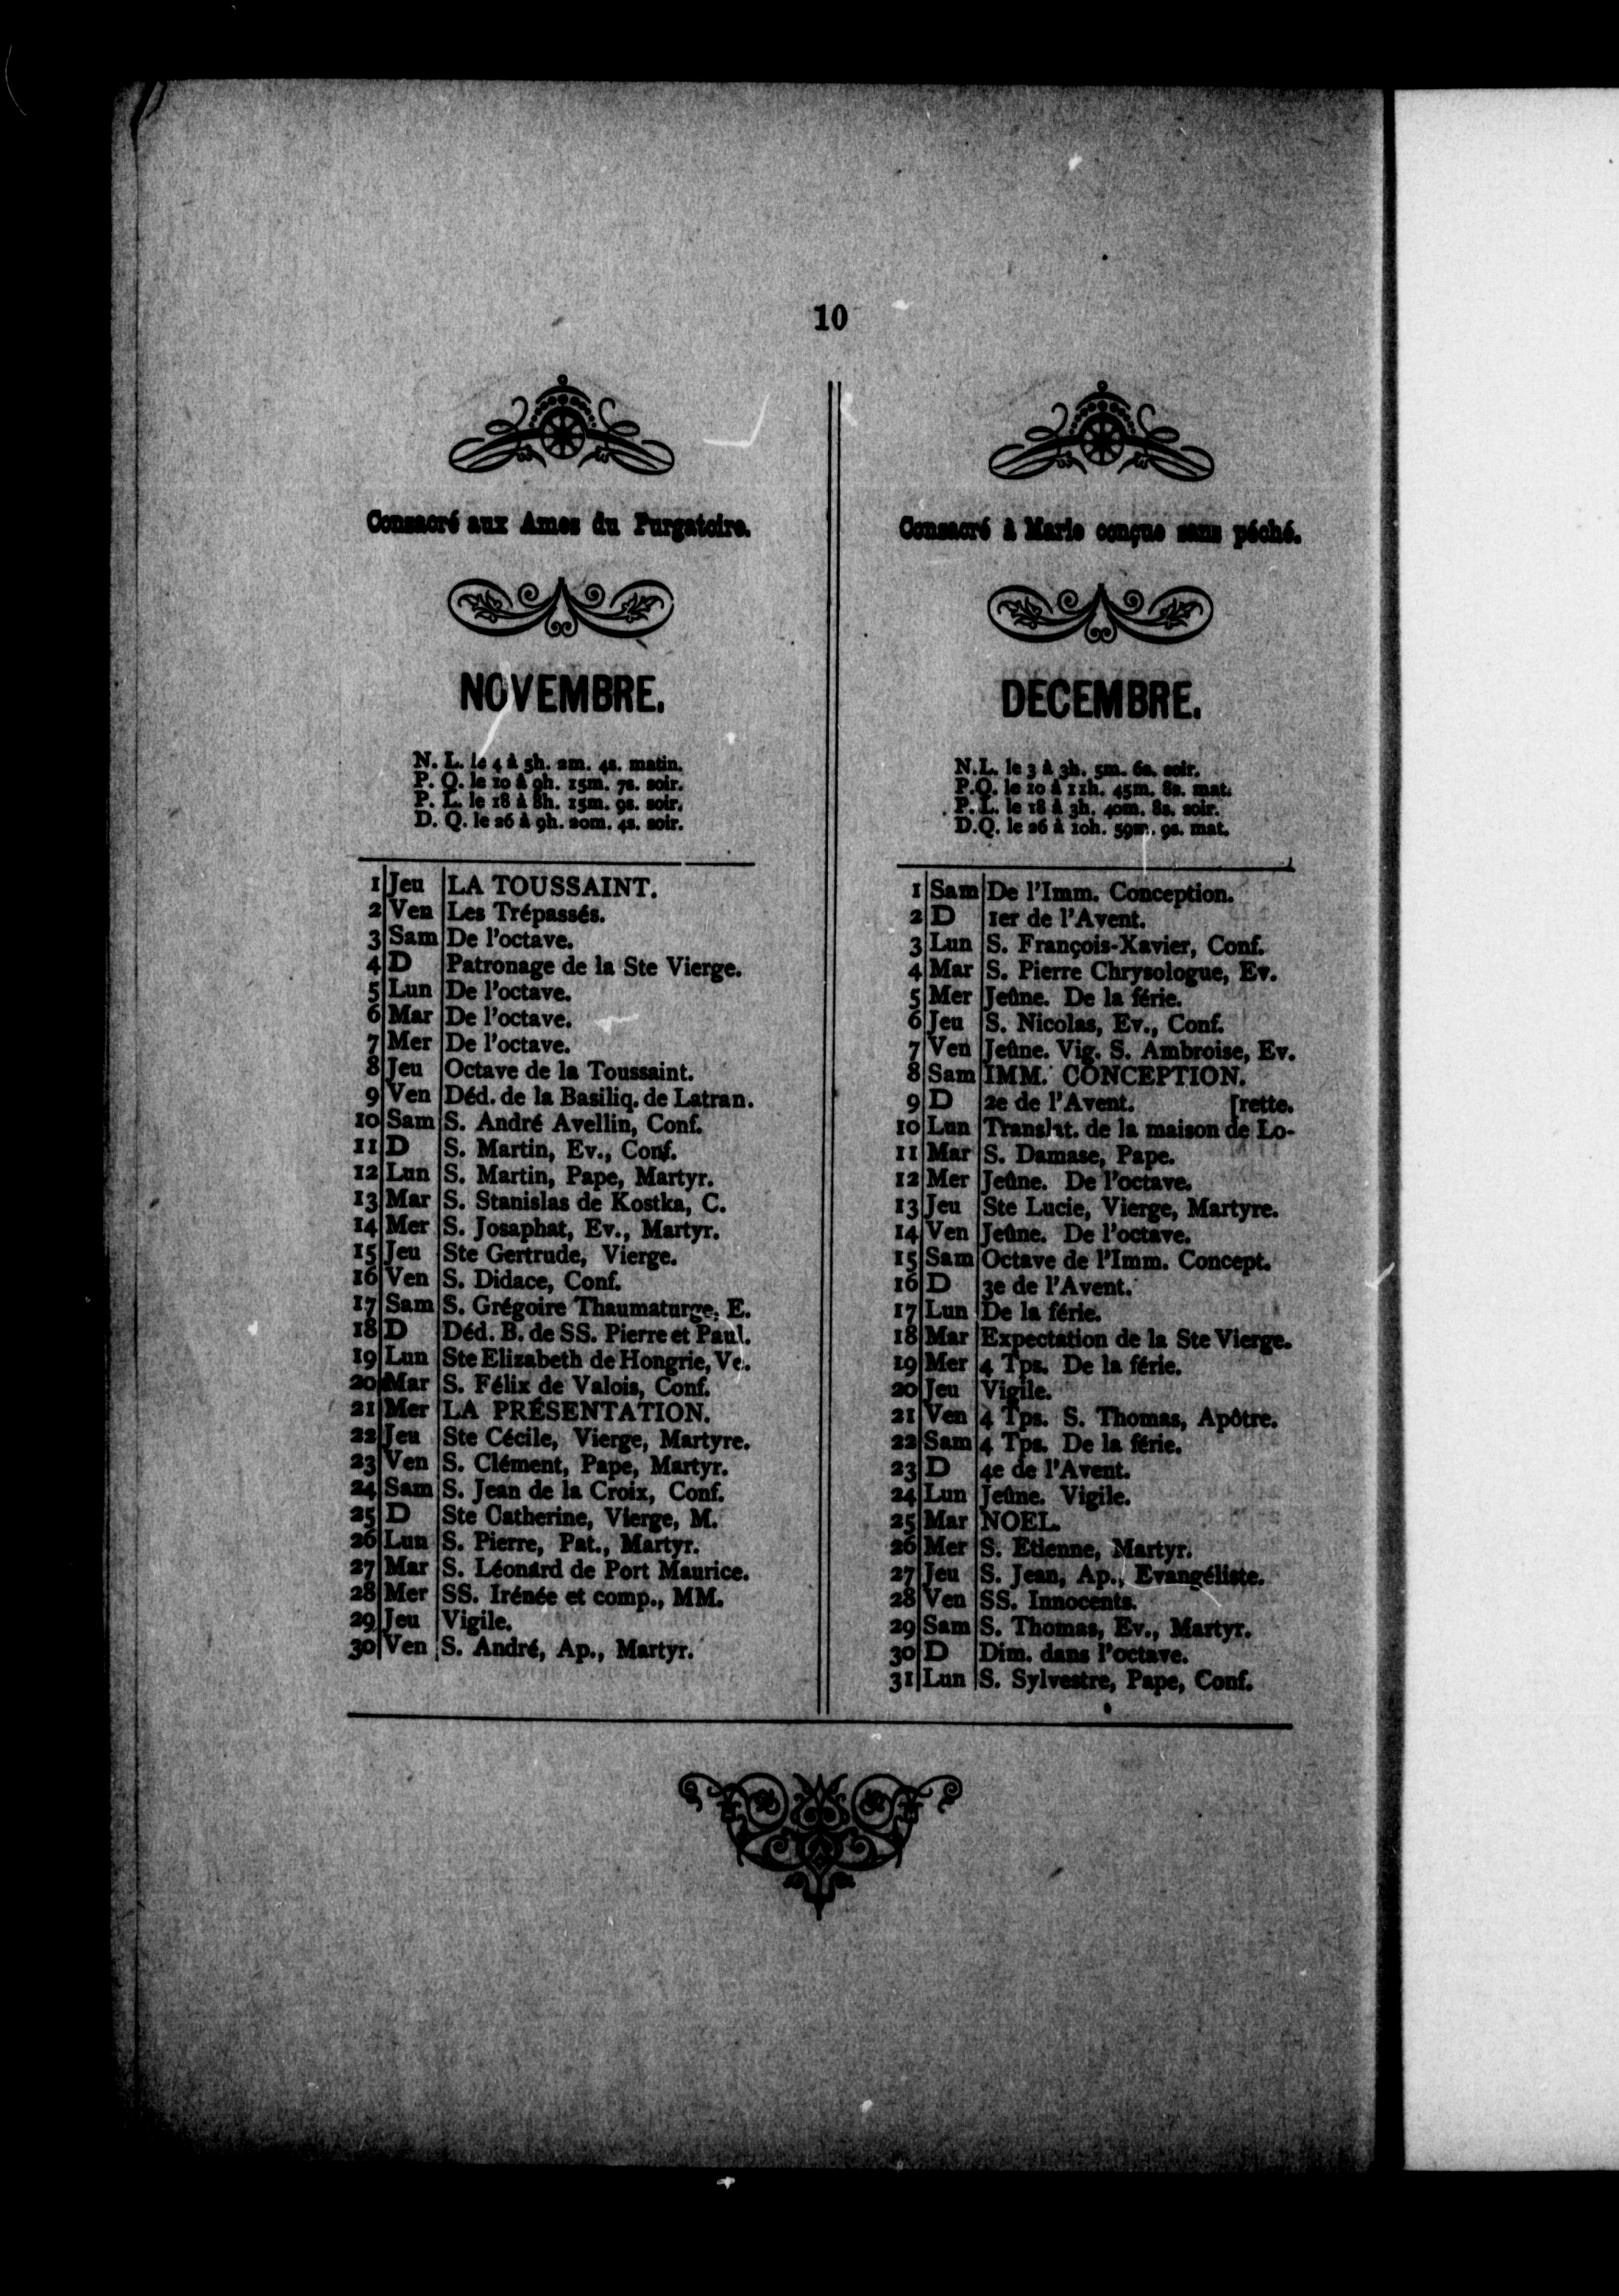 10
Consacré aux Ames du Purgatoire.
NOVEMBRE.
N. L. le 4 à 5h. 2m. 4s. matin.
P. Q. le 10 à 9h. 15m. 7s. soir.
P. L. le 18 à 8h. 15m. 9s. soir.
D. Q. le 26 à 9h. 20m. 4s. soir.
1 Jeu LA TOUSSAINT.
2 Ven Les Trépassés.
3 Sam De l'octave.
4 D Patronage de la Ste Vierge.
5 Lun De l'octave.
6 Mar De l'octave.
7 Mer De l'octave.
8 Jeu Octave de la Toussaint.
9 Ven Déd. de la Basiliq. de Latran.
10 Sam S. André Avellin, Conf.
11 D S. Martin, Ev., Conf.
12 Lun S. Martin, Pape, Martyr.
13 Mar S. Stanislas de Kostka, C.
14 Mer S. Josaphat, Ev., Martyr.
15 Jeu Ste Gertrude, Vierge.
16 Ven S. Didace, Conf.
17 Sam S. Grégoire Thaumaturge, E.
18 D Déd. B. de SS. Pierre et Paul.
19 Lun Ste Elizabeth de Hongrie, Ve.
20 Mar S. Félix de Valois, Conf.
21 Mer LA PRÉSENTATION.
22 Jeu Ste Cécile, Vierge, Martyre.
23 Ven S. Clément, Pape, Martyr.
24 Sam S. Jean de la Croix, Conf.
25 D Ste Catherine, Vierge, M.
26 Lun S. Pierre, Pat., Martyr.
27 Mar S. Léonard de Port Maurice.
28 Mer SS. Irénée et comp., MM.
29 Jeu Vigile.
30 Ven S. André, Ap., Martyr.
Consacré à Marie conçue sans péché.
DECEMBRE.
N.L. le 3 à 3h. 5m. 6s. soir.
P.Q. le 10 à 11h. 45m. 8s. mat.
P. L. le 18 à 3h. 40m. 8s. soir.
D.Q. le 26 à 10h. 59m. 9s. mat.
1 Sam De l'Imm. Conception.
2 D 1er de l'Avent.
3 Lun S. François-Xavier, Conf.
4 Mar S. Pierre Chrysologue, Ev.
5 Mer Jeûne. De la férie.
6 Jeu S. Nicolas, Ev., Conf.
7 Ven Jeûne. Vig. S. Ambroise, Ev.
8 Sam IMM. CONCEPTION.
9 D 2e de l'Avent. [rette.
10 Lun Translat. de la maison de Lo-
11 Mar S. Damase, Pape.
12 Mer Jeûne. De l'octave.
13 Jeu Ste Lucie, Vierge, Martyre.
14 Ven Jeûne. De l'octave.
15 Sam Octave de l'Imm. Concept.
16 D 3e de l'Avent.
17 Lun De la férie.
18 Mar Expectation de la Ste Vierge.
19 Mer 4 Tps. De la férie.
20 Jeu Vigile.
21 Ven 4 Tps. S. Thomas, Apôtre.
22 Sam 4 Tps. De la férie.
23 D 4e de l'Avent.
24 Lun Jeûne. Vigile.
25 Mar NOEL.
26 Mer S. Etienne, Martyr.
27 Jeu S. Jean, Ap., Evangéliste.
28 Ven SS. Innocents.
29 Sam S. Thomas, Ev., Martyr.
30 D Dim. dans l'octave.
31 Lun S. Sylvestre, Pape, Conf.